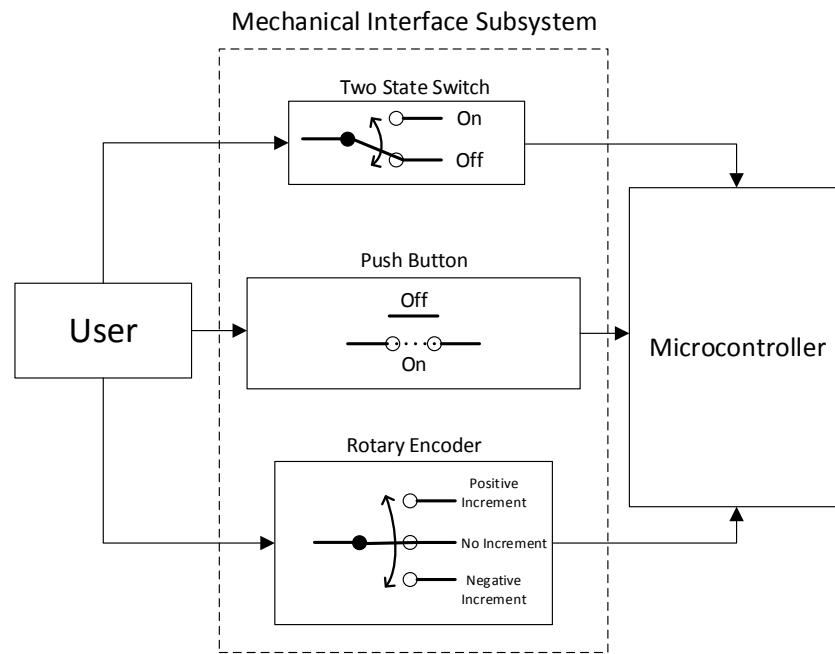 Mechanical Interface Subsystem
Two State Switch
On
Off
Push Button
Off
On
User
Microcontroller
Rotary Encoder
Positive
Increment
No Increment
Negative
Increment